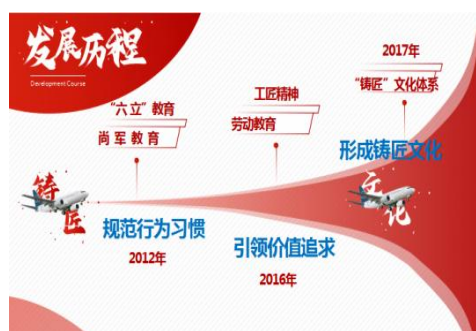 发展历程
Development Course
“六立”教育
尚军教育
工匠精神
劳动教育
2017年
“铸匠”文化体系
形成铸匠文化
铸匠
文化
规范行为习惯
2012年
引领价值追求
2016年